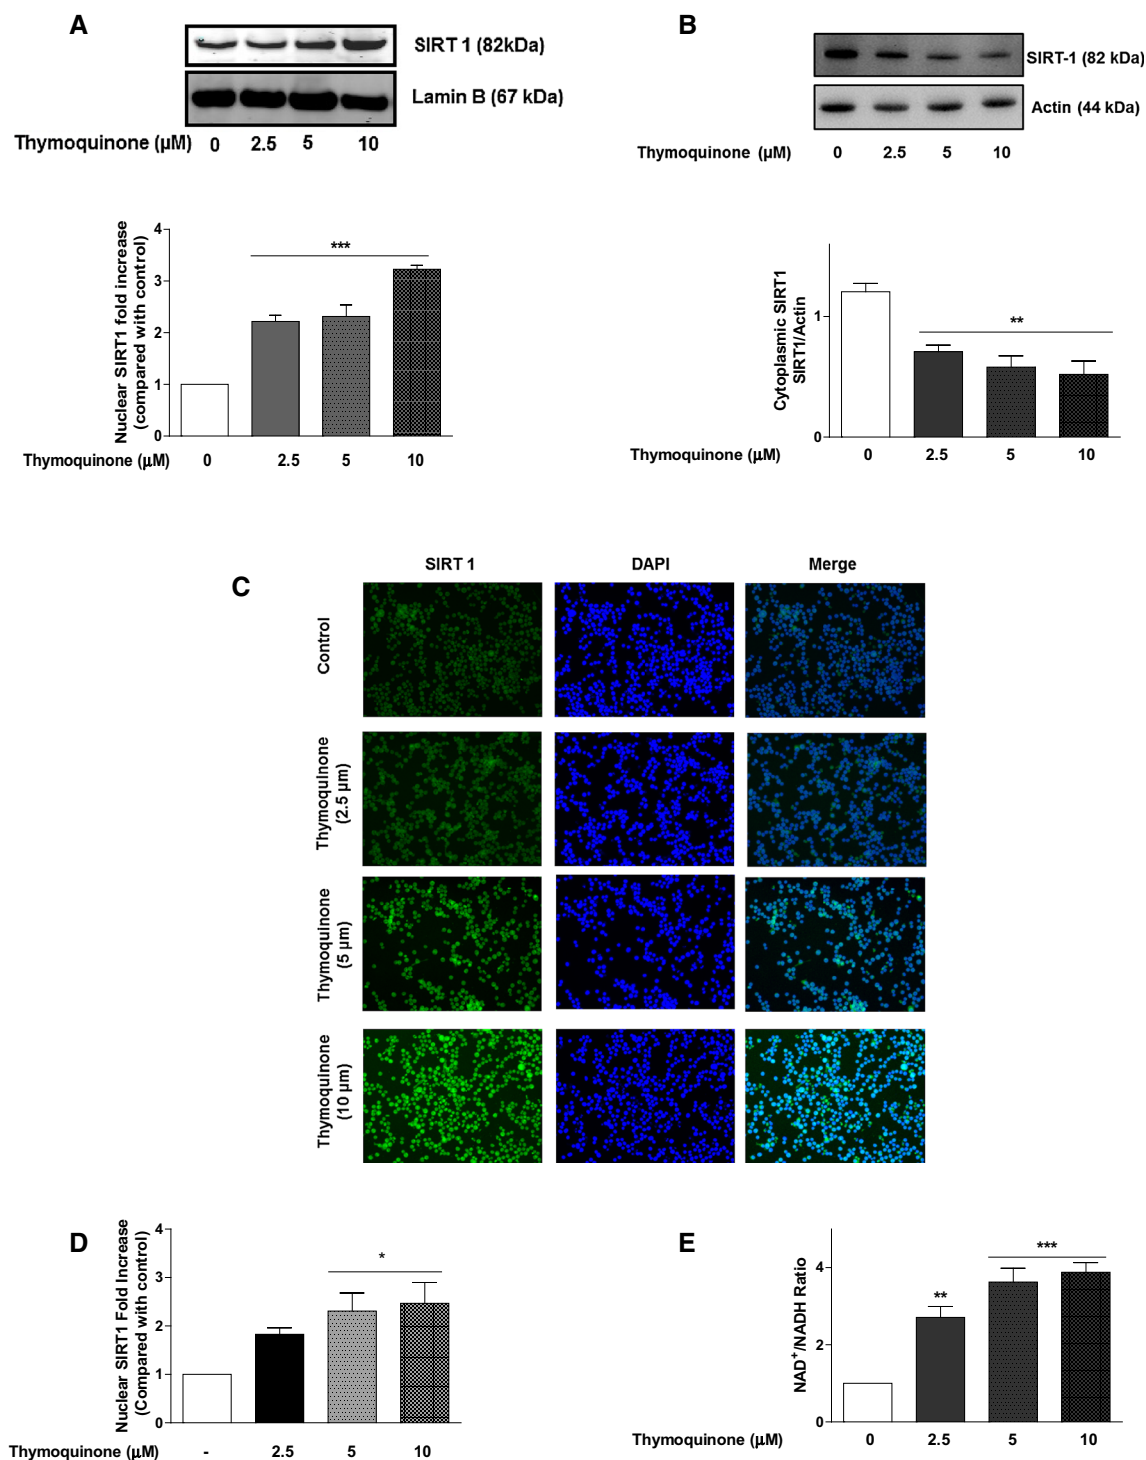 A
SIRT 1 (82kDa)
Lamin B (67 kDa)
Thymoquinone (µM) 0 2.5 5 10
Nuclear SIRT1 fold increase
(compared with control)
4
3
2
1
0
***
Thymoquinone (µM) 0 2.5 5 10
B
SIRT-1 (82 kDa)
Actin (44 kDa)
Thymoquinone (µM) 0 2.5 5 10
Cytoplasmic SIRT1
SIRT1/Actin
1
0
**
Thymoquinone (µM) 0 2.5 5 10
C
SIRT 1 DAPI Merge
Control
Thymoquinone
(2.5 µm)
Thymoquinone
(5 µm)
Thymoquinone
(10 µm)
D
Nuclear SIRT1 Fold Increase
(Compared with control)
4
3
2
1
0
*
Thymoquinone (µM) - 2.5 5 10
E
NAD+/NADH Ratio
4
2
0
**
***
Thymoquinone (µM) 0 2.5 5 10